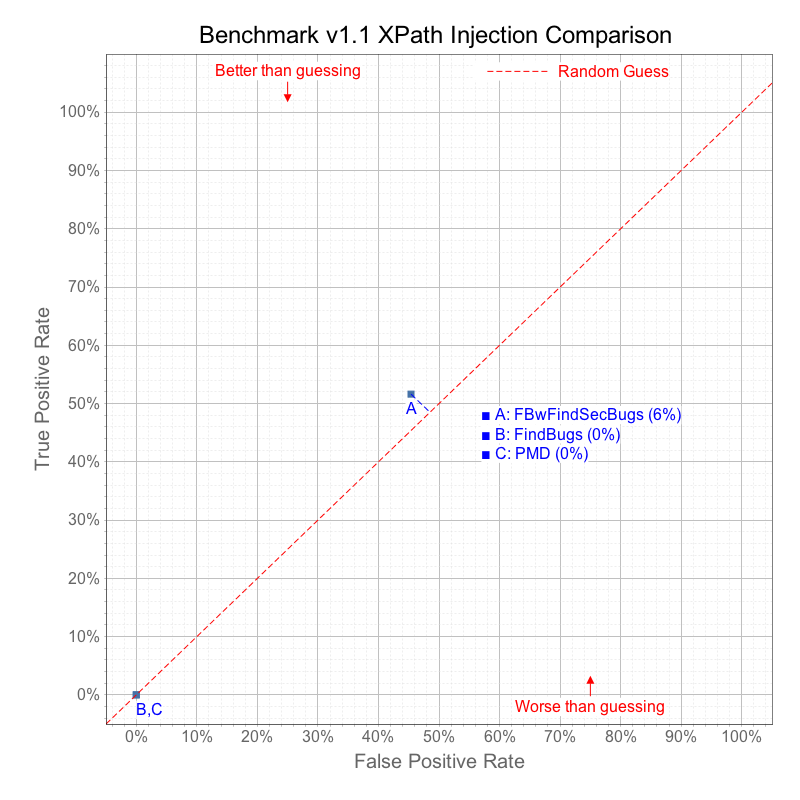 Benchmark v1.1 XPath Injection Comparison
Better than guessing
Random Guess
100%
90%
80%
70%
60%
50%
40%
30%
20%
10%
0%
True Positive Rate
A
A: FBwFindSecBugs (6%)
B: FindBugs (0%)
C: PMD (0%)
B,C
Worse than guessing
0% 10% 20% 30% 40% 50% 60% 70% 80% 90% 100%
False Positive Rate